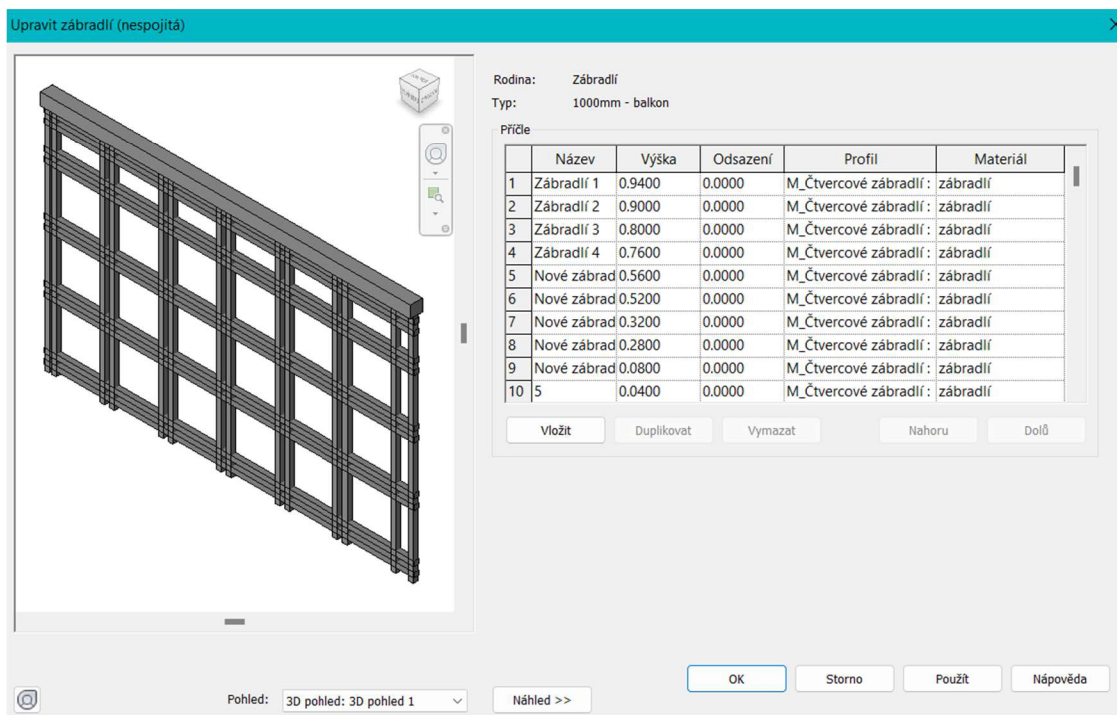 Upravit zábradlí (nespojitá)
Rodina: Zábradlí
Typ: 1000mm - balkon
Příčle
Název Výška Odsazení Profil Materiál
1 Zábradlí 1 0.9400 0.0000 M_Čtvercové zábradlí : zábradlí
2 Zábradlí 2 0.9000 0.0000 M_Čtvercové zábradlí : zábradlí
3 Zábradlí 3 0.8000 0.0000 M_Čtvercové zábradlí : zábradlí
4 Zábradlí 4 0.7600 0.0000 M_Čtvercové zábradlí : zábradlí
5 Nové zábrad 0.5600 0.0000 M_Čtvercové zábradlí : zábradlí
6 Nové zábrad 0.5200 0.0000 M_Čtvercové zábradlí : zábradlí
7 Nové zábrad 0.3200 0.0000 M_Čtvercové zábradlí : zábradlí
8 Nové zábrad 0.2800 0.0000 M_Čtvercové zábradlí : zábradlí
9 Nové zábrad 0.0800 0.0000 M_Čtvercové zábradlí : zábradlí
10 5 0.0400 0.0000 M_Čtvercové zábradlí : zábradlí
Vložit Duplikovat Vymazat Nahoru Dolů
OK Storno Použít Nápověda
Pohled: 3D pohled: 3D pohled 1 Náhled >>